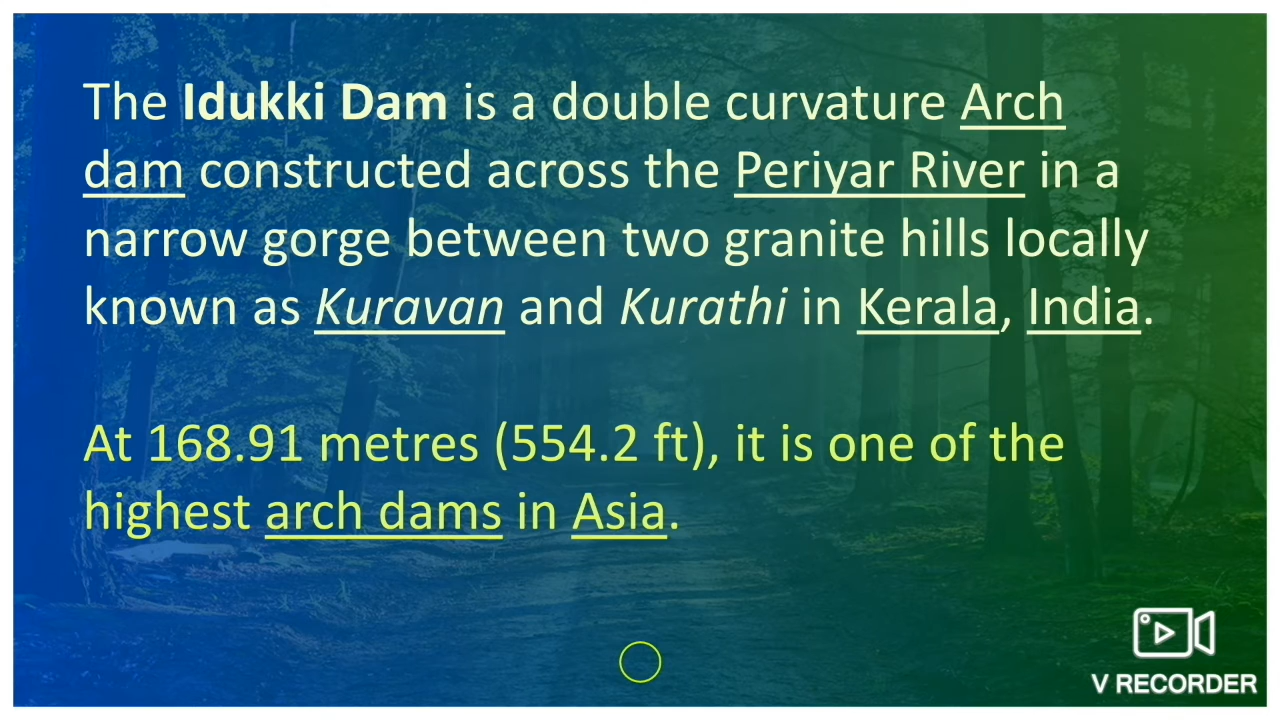 The Idukki Dam is a double curvature Arch
dam constructed across the Periyar River in a
narrow gorge between two granite hills locally
known as Kuravan and Kurathi in Kerala, India.
At 168.91 metres (554.2 ft), it is one of the
highest arch dams in Asia.
V RECORDER